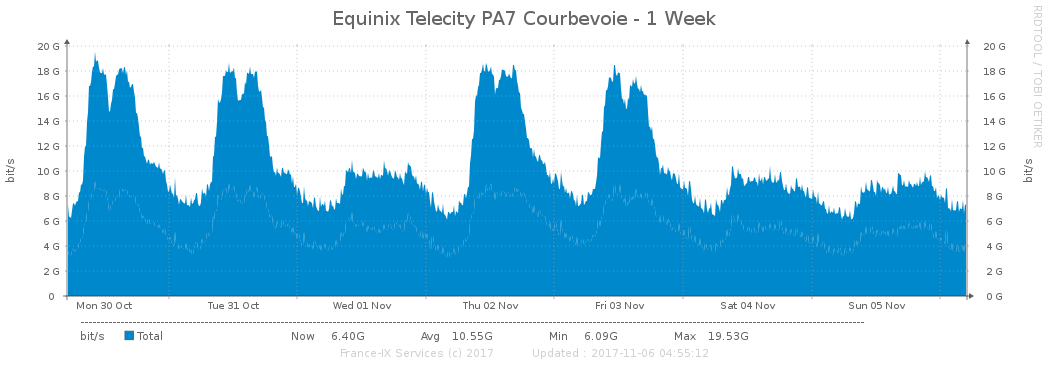 Equinix Telecity PA7 Courbevoie - 1 Week
RRDTOOL / TOBI OETIKER
bit/s
20 G 20 G
18 G 18 G
16 G 16 G
14 G 14 G
12 G 12 G
10 G 10 G
8 G 8 G
6 G 6 G
4 G 4 G
2 G 2 G
0 0 G
bit/s
Mon 30 Oct Tue 31 Oct Wed 01 Nov Thu 02 Nov Fri 03 Nov Sat 04 Nov Sun 05 Nov
bit/s Total Now 6.40G Avg 10.55G Min 6.09G Max 19.53G
France-IX Services (c) 2017 Updated : 2017-11-06 04:55:12